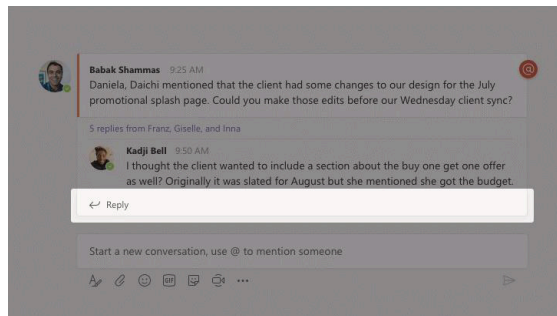 Babak Shammas 9:25 AM
@
Daniela, Daichi mentioned that the client had some changes to our design for the July
promotional splash page. Could you make those edits before our Wednesday client sync?
5 replies from Franz, Giselle, and Inna
Kadji Bell 9:50 AM
I thought the client wanted to include a section about the buy one get one offer
as well? Originally it was slated for August but she mentioned she got the budget.
Reply
Start a new conversation, use @ to mention someone
GIF